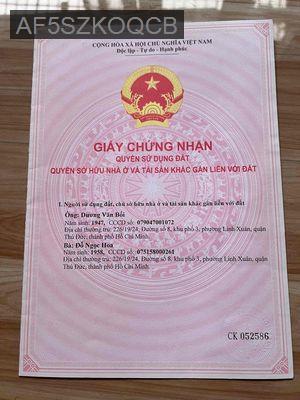 AF5SZKOQCB
CỘNG HÒA XÃ HỘI CHỦ NGHĨA VIỆT NAM
Độc lập - Tự do - Hạnh phúc
GIẤY CHỨNG NHẬN
QUYỀN SỬ DỤNG ĐẤT
QUYỀN SỞ HỮU NHÀ Ở VÀ TÀI SẢN KHÁC GẮN LIỀN VỚI ĐẤT
I. Người sử dụng đất, chủ sở hữu nhà ở và tài sản khác gắn liền với đất
Ông: Dương Văn Đôi
Năm sinh: 1947, CCCD số: 079047001072
Địa chỉ thường trú: 226/19/24, Đường số 8, khu phố 3, phường Linh Xuân, quận
Thủ Đức, thành phố Hồ Chí Minh.
Bà: Đỗ Ngọc Hoa
Năm sinh: 1958, CCCD số: 075158000261
Địa chỉ thường trú: 226/19/24, Đường số 8, khu phố 3, phường Linh Xuân, quận
Thủ Đức, thành phố Hồ Chí Minh.
CK 052586